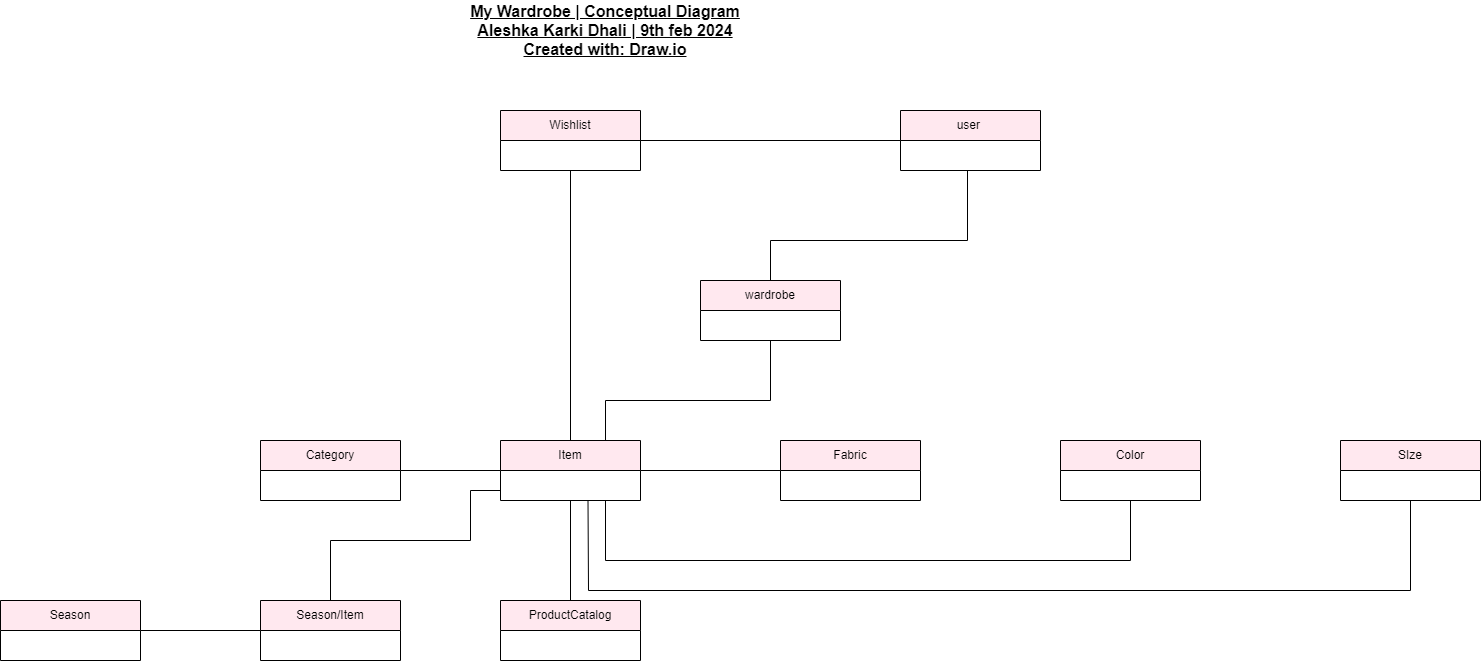 My Wardrobe | Conceptual Diagram
Aleshka Karki Dhali | 9th feb 2024
Created with: Draw.io
Wishlist
user
wardrobe
Category
Item
Fabric
Color
SIze
Season
Season/Item
ProductCatalog